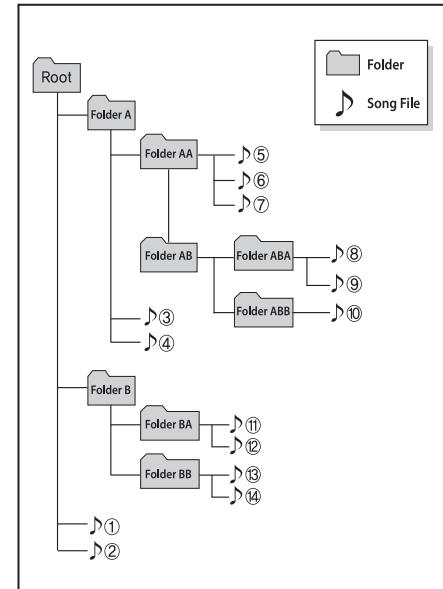 Root
Folder
Song File
Folder A
Folder AA
⑤
⑥
⑦
Folder AB
Folder ABA
⑧
⑨
Folder ABB
⑩
③
④
Folder B
Folder BA
⑪
⑫
Folder BB
⑬
⑭
①
②